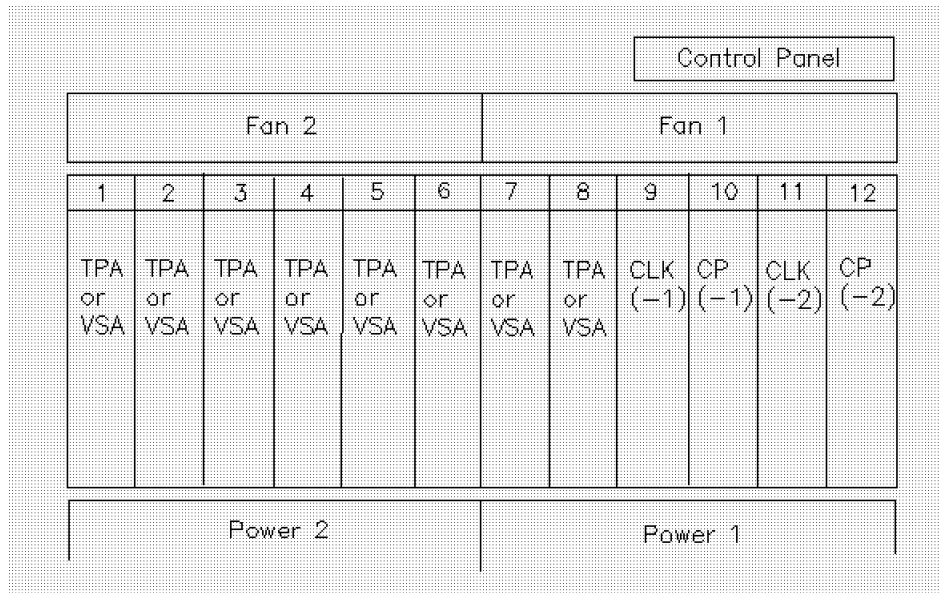 Control Panel
Fan 2 Fan 1
1 2 3 4 5 6 7 8 9 10 11 12
TPA TPA TPA TPA TPA TPA TPA TPA CLK CP CLK CP
or or or or or or or or (-1) (-1) (-2) (-2)
VSA VSA VSA VSA VSA VSA VSA VSA
Power 2 Power 1